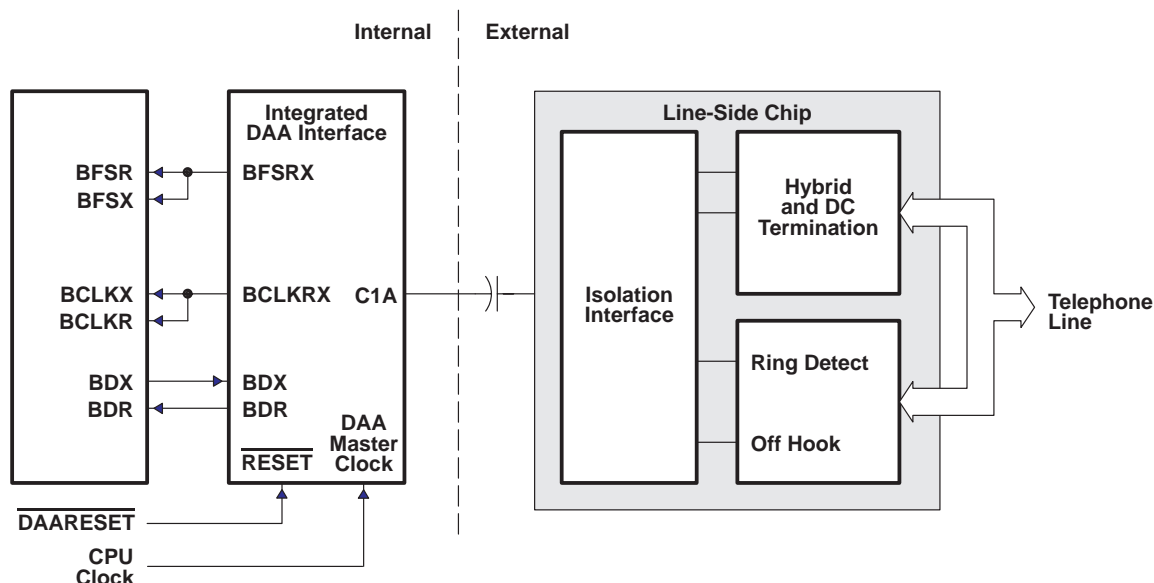 Internal
External
Integrated
DAA Interface
Line-Side Chip
BFSR
BFSX
BFSRX
BCLKX
BCLKR
BCLKRX
C1A
BDX
BDR
BDX
BDR
RESET
DAA
Master
Clock
DAARESET
CPU
Clock
Isolation
Interface
Hybrid
and DC
Termination
Ring Detect
Off Hook
Telephone
Line